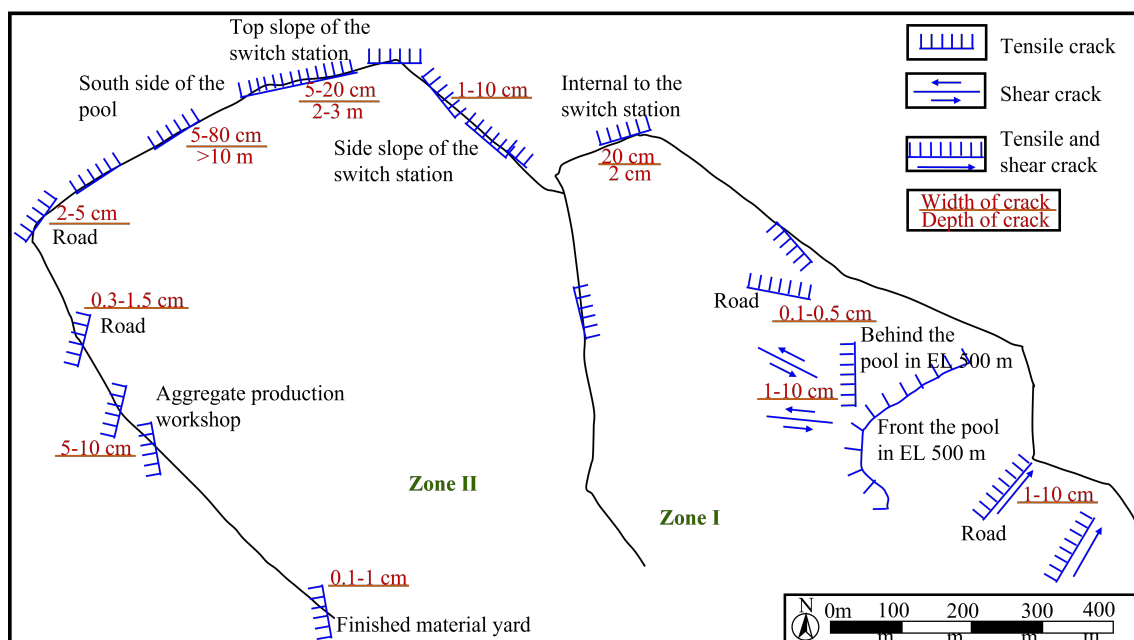 Top slope of the
switch station
South side of the
pool
5-20 cm
2-3 m
1-10 cm
Internal to the
switch station
5-80 cm
>10 m
Side slope of the
switch station
20 cm
2 cm
2-5 cm
Road
0.3-1.5 cm
Road
Road
0.1-0.5 cm
Behind the
pool in EL 500 m
1-10 cm
Aggregate production
workshop
5-10 cm
Front the pool
in EL 500 m
Zone II
Zone I
1-10 cm
Road
0.1-1 cm
Finished material yard
Tensile crack
Shear crack
Tensile and
shear crack
Width of crack
Depth of crack
N
0m 100 200 300 400
m m m m